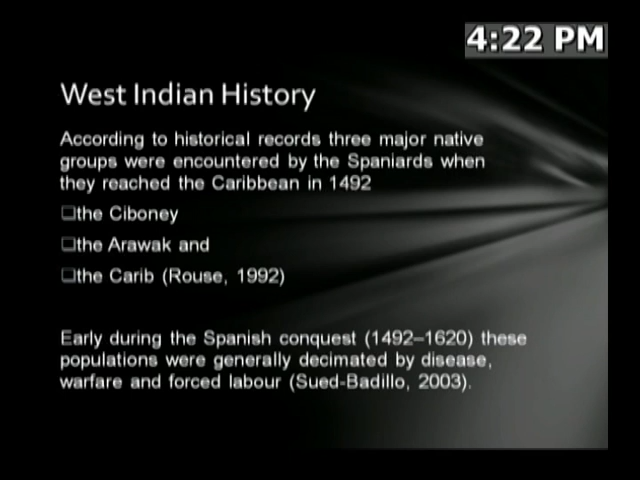 4:22 PM
West Indian History
According to historical records three major native
groups were encountered by the Spaniards when
they reached the Caribbean in 1492
❑the Ciboney
❑the Arawak and
❑the Carib (Rouse, 1992)
Early during the Spanish conquest (1492–1620) these
populations were generally decimated by disease,
warfare and forced labour (Sued-Badillo, 2003).